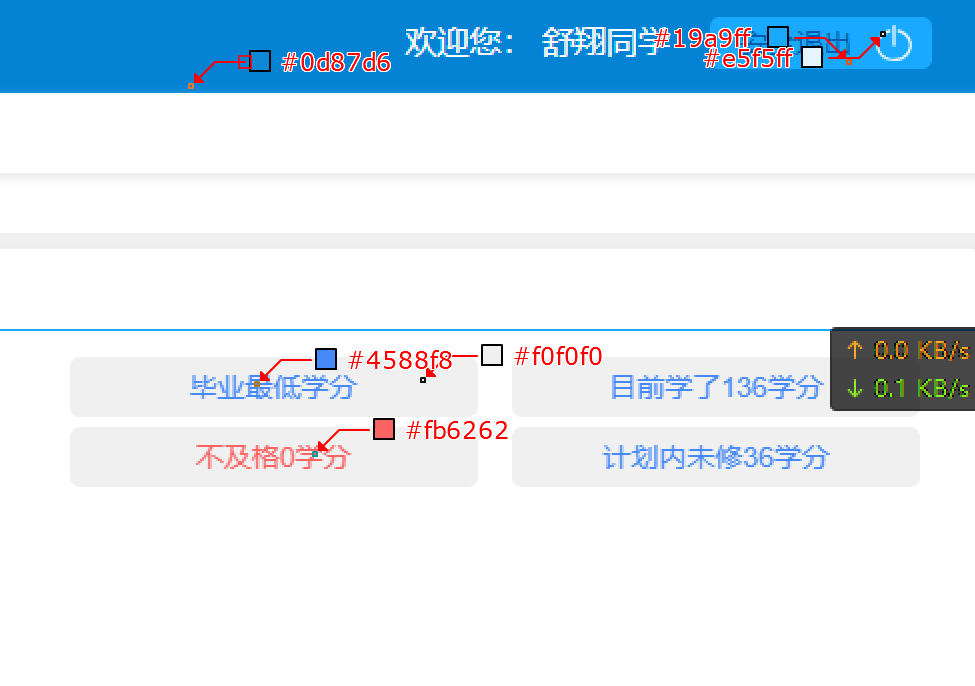 欢迎您： 舒翔同学
#19a9ff
退出
#e5f5ff
#0d87d6
#4588f8
#f0f0f0
毕业最低学分
目前学了136学分
↑ 0.0 KB/s
↓ 0.1 KB/s
#fb6262
不及格0学分
计划内未修36学分